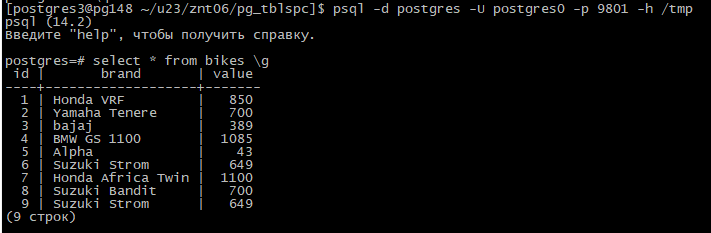 [postgres3@pg148 ~/u23/znt06/pg_tblspc]$ psql -d postgres -U postgres0 -p 9801 -h /tmp
psql (14.2)
Введите "help", чтобы получить справку.

postgres=# select * from bikes \g
 id |       brand       | value
----+-------------------+-------
  1 | Honda VRF         |   850
  2 | Yamaha Tenere     |   700
  3 | bajaj             |   389
  4 | BMW GS 1100       |  1085
  5 | Alpha             |    43
  6 | Suzuki Strom      |   649
  7 | Honda Africa Twin |  1100
  8 | Suzuki Bandit     |   700
  9 | Suzuki Strom      |   649
(9 строк)